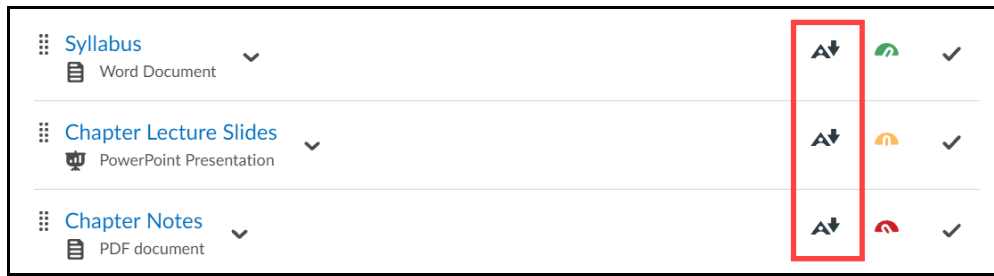 Syllabus
Word Document
Chapter Lecture Slides
PowerPoint Presentation
Chapter Notes
PDF document